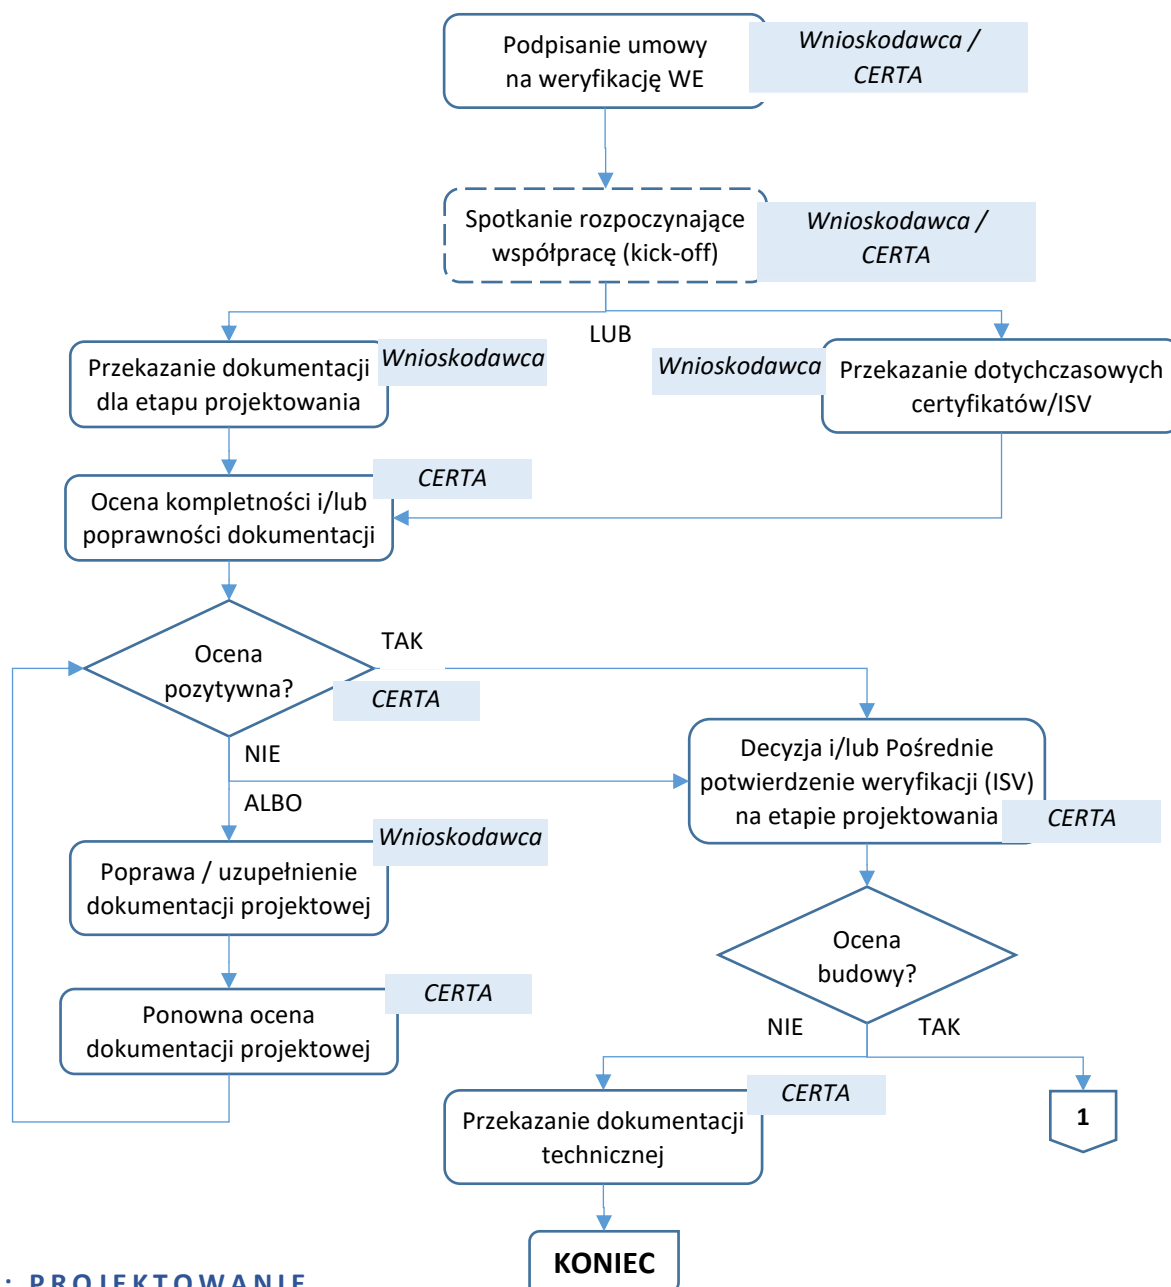 Podpisanie umowy
na weryfikację WE
Wnioskodawca /
CERTA
Spotkanie rozpoczynające
współpracę (kick-off)
Wnioskodawca /
CERTA
LUB
Przekazanie dokumentacji
dla etapu projektowania
Wnioskodawca
Wnioskodawca
Przekazanie dotychczasowych
certyfikatów/ISV
Ocena kompletności i/lub
poprawności dokumentacji
CERTA
Ocena
pozytywna?
TAK
CERTA
NIE
ALBO
Decyzja i/lub Pośrednie
potwierdzenie weryfikacji (ISV)
na etapie projektowania
CERTA
Poprawa / uzupełnienie
dokumentacji projektowej
Wnioskodawca
Ocena
budowy?
Ponowna ocena
dokumentacji projektowej
CERTA
NIE
TAK
Przekazanie dokumentacji
technicznej
CERTA
1
KONIEC
: PROJEKTOWANIE